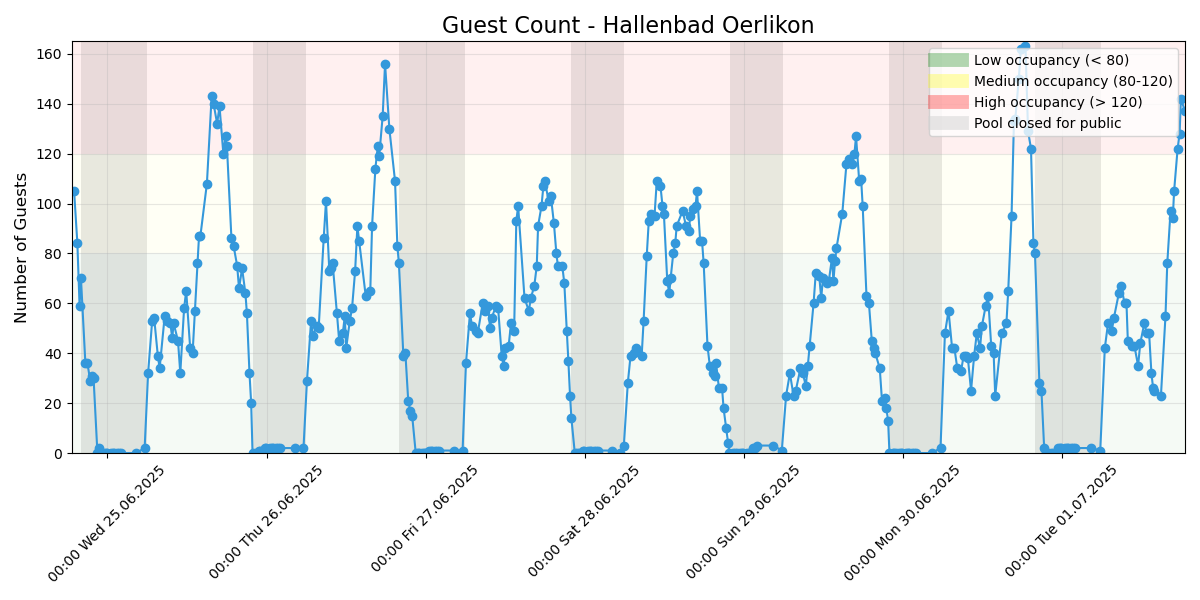 Guest Count - Hallenbad Oerlikon
Number of Guests
160
140
120
100
80
60
40
20
0
Low occupancy (< 80)
Medium occupancy (80-120)
High occupancy (> 120)
Pool closed for public
00:00 Wed 25.06.2025
00:00 Thu 26.06.2025
00:00 Fri 27.06.2025
00:00 Sat 28.06.2025
00:00 Sun 29.06.2025
00:00 Mon 30.06.2025
00:00 Tue 01.07.2025